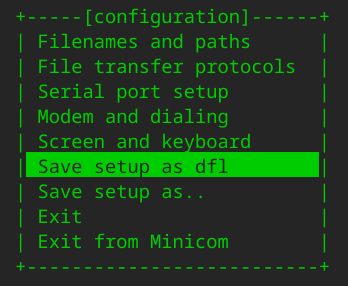 +-----[configuration]------+
| Filenames and paths      |
| File transfer protocols  |
| Serial port setup        |
| Modem and dialing        |
| Screen and keyboard      |
| Save setup as dfl        |
| Save setup as..          |
| Exit                     |
| Exit from Minicom        |
+--------------------------+